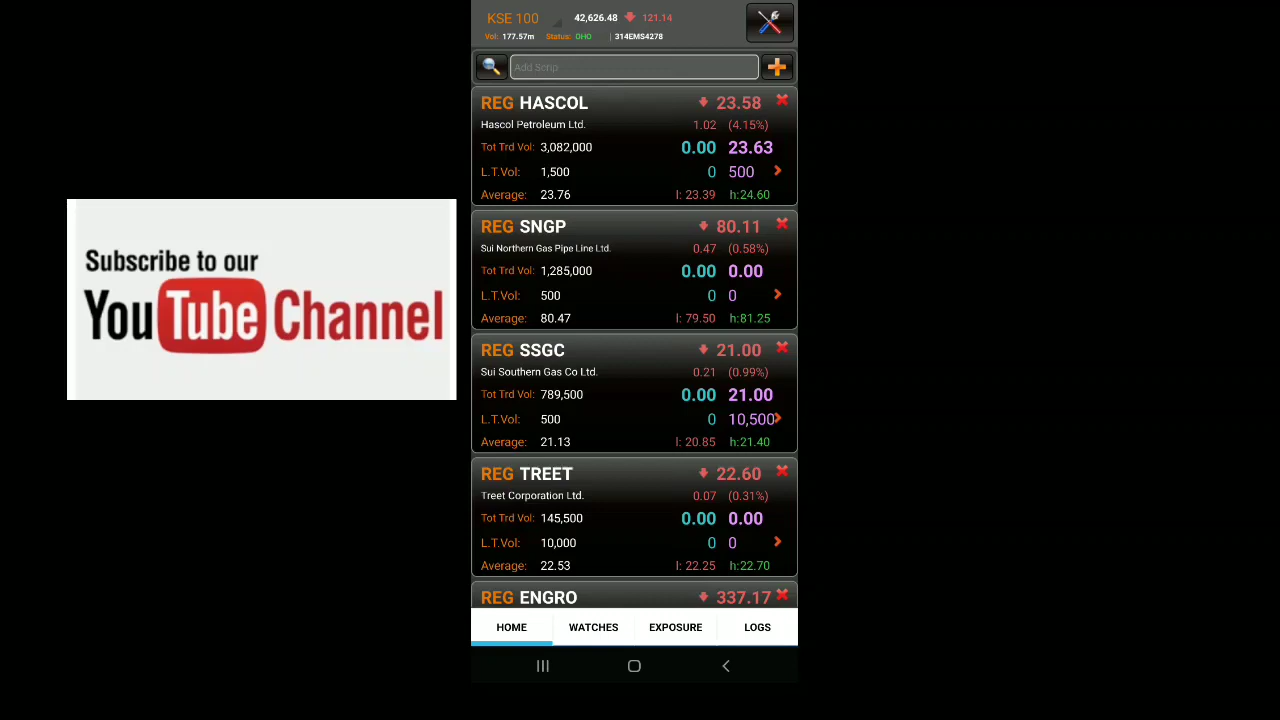 KSE 100 42,626.48 121.14
Vol: 177.57m Status: OHO | 314EMS4278
Add Scrip
Subscribe to our
YouTube Channel
REG HASCOL 23.58
Hascol Petroleum Ltd. 1.02 (4.15%)
Tot Trd Vol: 3,082,000 0.00 23.63
L.T.Vol: 1,500 0 500
Average: 23.76 l: 23.39 h:24.60
REG SNGP 80.11
Sui Northern Gas Pipe Line Ltd. 0.47 (0.58%)
Tot Trd Vol: 1,285,000 0.00 0.00
L.T.Vol: 500 0 0
Average: 80.47 l: 79.50 h:81.25
REG SSGC 21.00
Sui Southern Gas Co Ltd. 0.21 (0.99%)
Tot Trd Vol: 789,500 0.00 21.00
L.T.Vol: 500 0 10,500
Average: 21.13 l: 20.85 h:21.40
REG TREET 22.60
Treet Corporation Ltd. 0.07 (0.31%)
Tot Trd Vol: 145,500 0.00 0.00
L.T.Vol: 10,000 0 0
Average: 22.53 l: 22.25 h:22.70
REG ENGRO 337.17
HOME WATCHES EXPOSURE LOGS